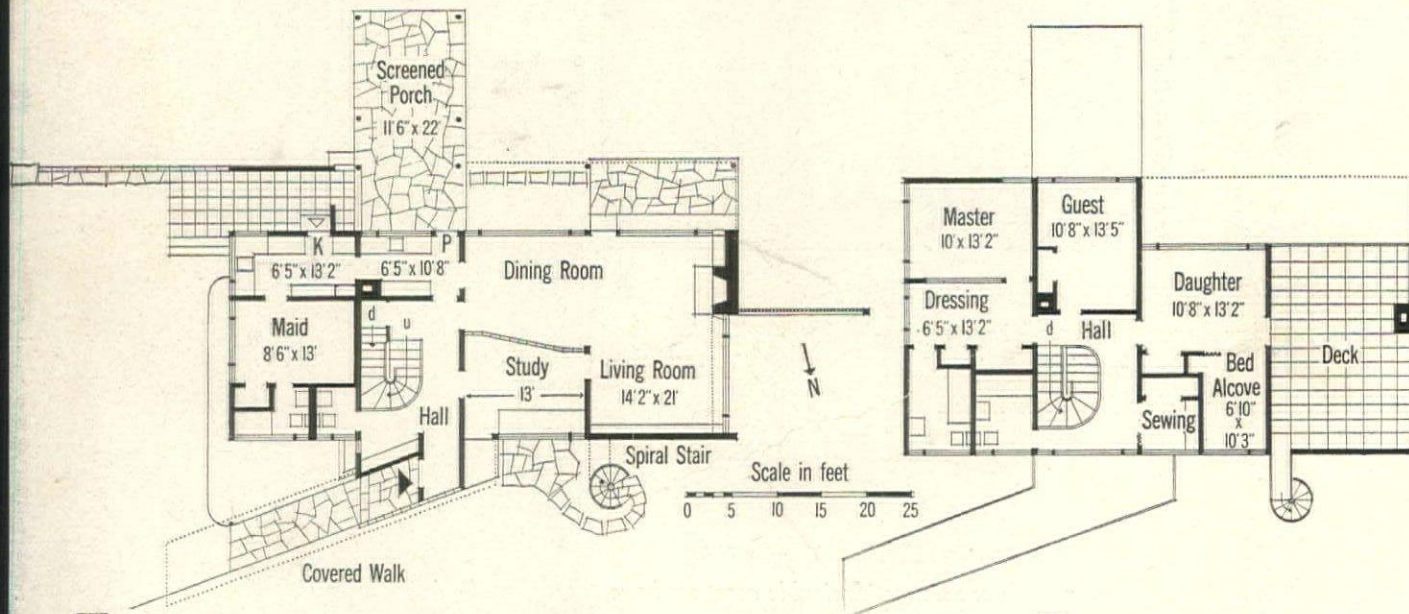 Screened
Porch
11'6" x 22'
K
6'5" x 13'2"
P
6'5" x 10'8"
Dining Room
Maid
8'6" x 13'
d
u
Study
13'
Living Room
14'2" x 21'
Hall
Spiral Stair
Covered Walk
N
Scale in feet
0 5 10 15 20 25
Master
10' x 13'2"
Guest
10'8" x 13'5"
Dressing
6'5" x 13'2"
d
Hall
Daughter
10'8" x 13'2"
Bed
Alcove
6'10"
x
10'3"
Sewing
Deck